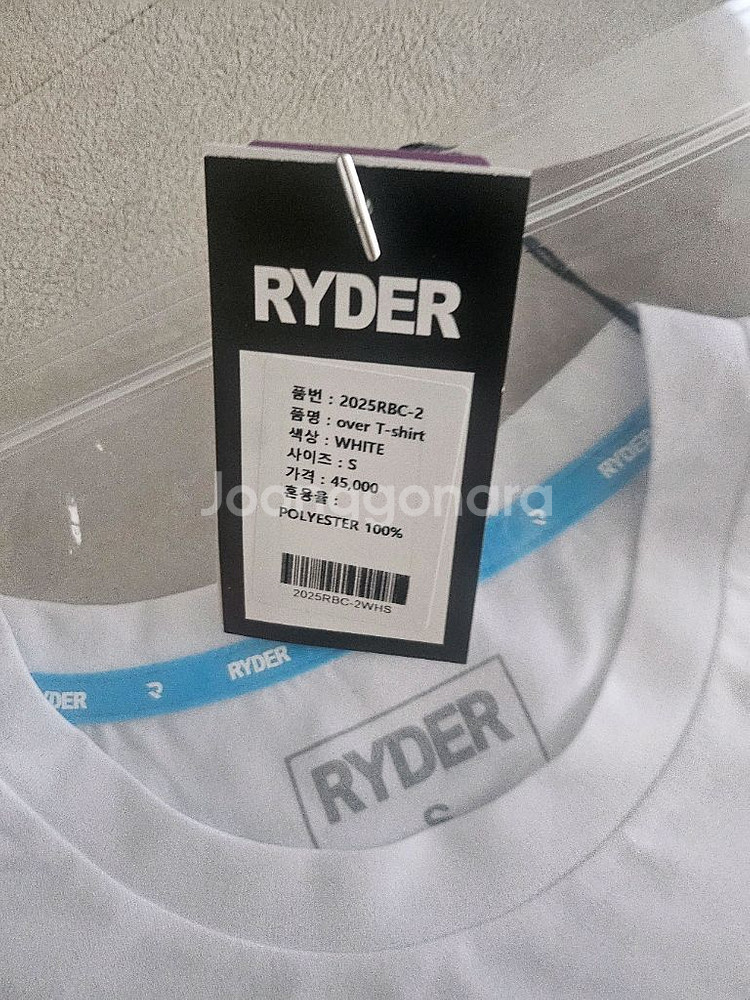 RYDER
품번 : 2025RBC-2
품명 : over T-shirt
색상 : WHITE
사이즈 : S
가격 : 45,000
혼용율 :
Joonggonara
POLYESTER 100%
2025RBC-2WHS
RYDER
RYDER
RYDER
RYDER
S